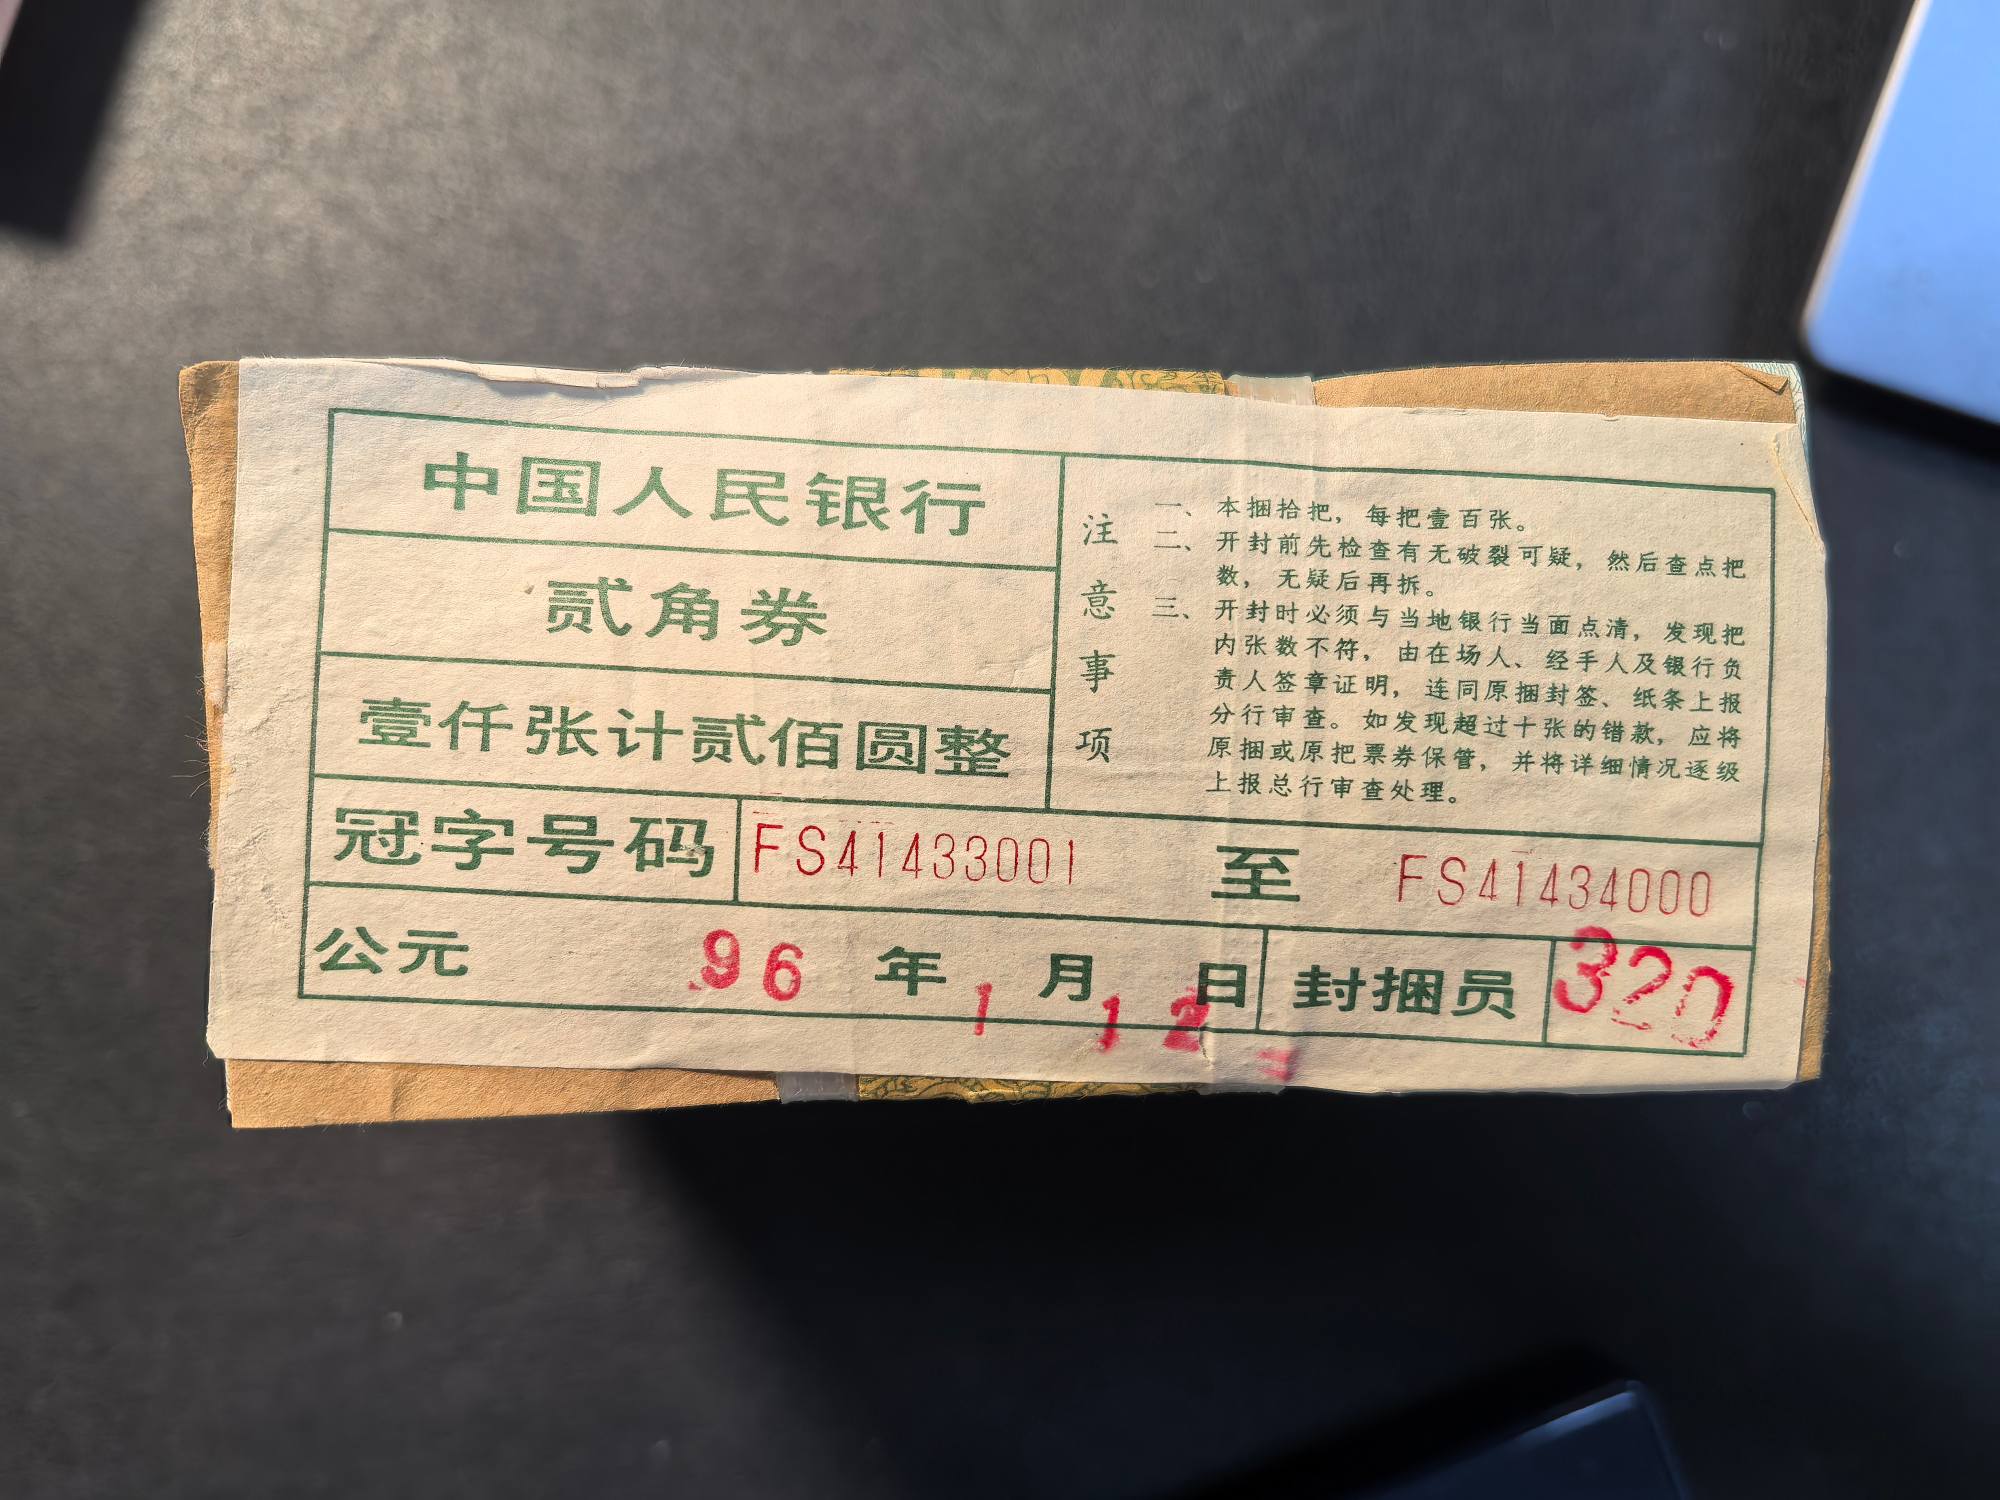 中国人民银行
贰角券
壹仟张计贰佰圆整
注意事项
一、本捆拾把，每把壹百张。
二、开封前先检查有无破裂可疑，然后查点把
数，无疑后再拆。
三、开封时必须与当地银行当面点清，发现把
内张数不符，由在场人、经手人及银行负
责人签章证明，连同原捆封签、纸条上报
分行审查。如发现超过十张的错款，应将
原捆或原把票券保管，并将详细情况逐级
上报总行审查处理。
冠字号码 FS41433001 至 FS41434000
公元 96 年 1 月 12 日 封捆员 320